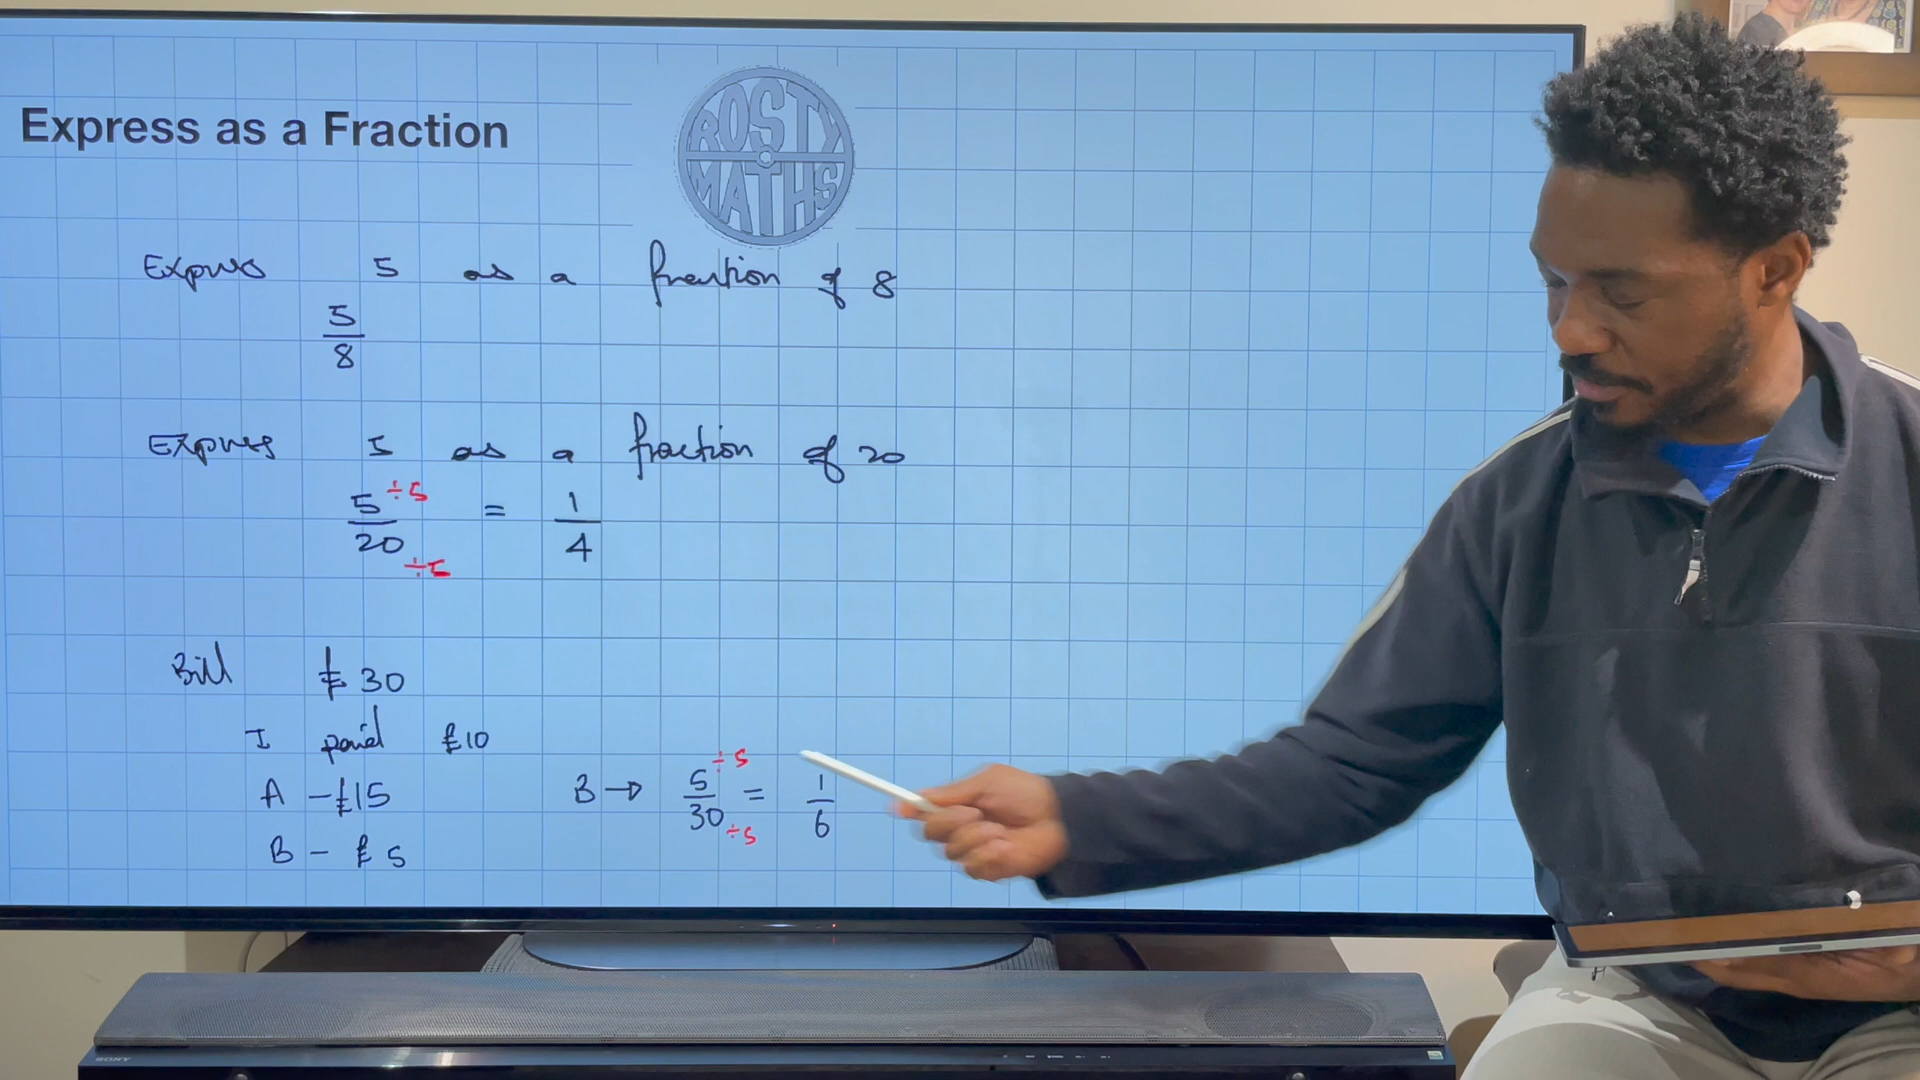 Express as a Fraction
ROSTY MATHS
Express 5 as a fraction of 8
5
8
Express 5 as a fraction of 20
5 ÷5 = 1
20 ÷5 4
Bill £30
I paid £10
A – £15
B → 5 ÷5 = 1
30 ÷5 6
B – £5
SONY